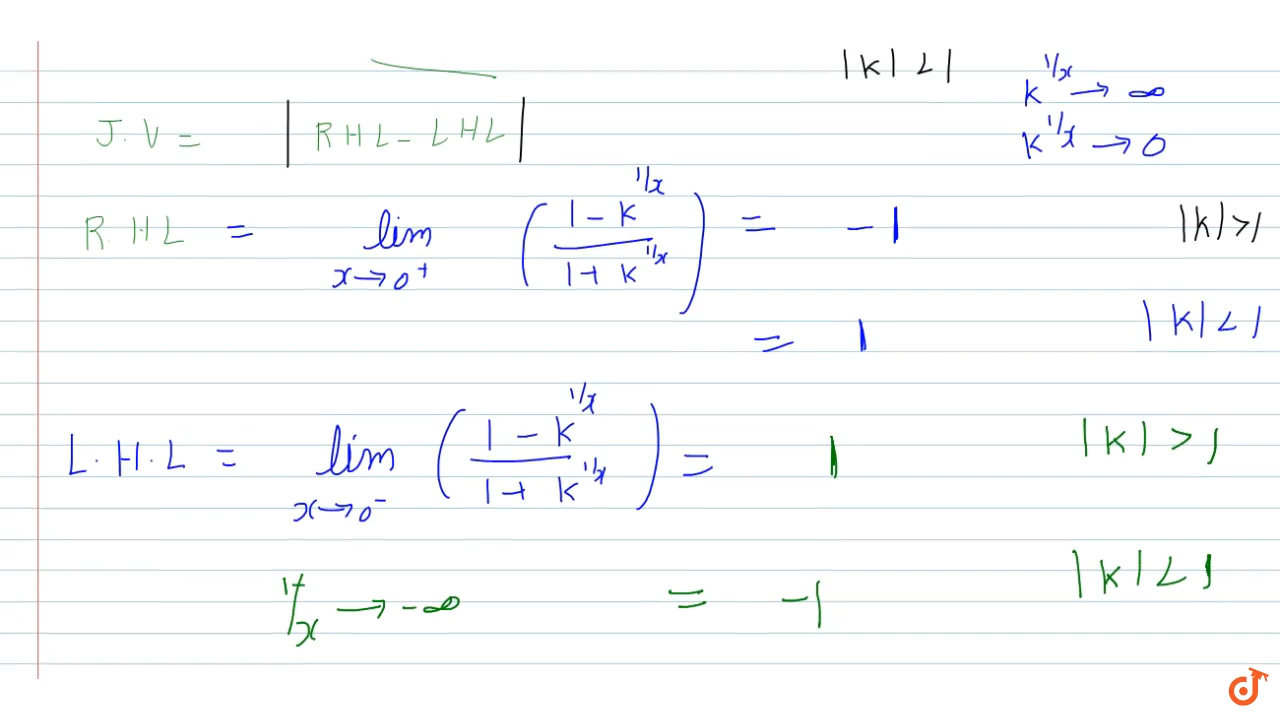 |k| < 1
k^{1/x} → ∞
J.V = | RHL - LHL |
k^{1/x} → 0
R.H.L = lim_{x→0+} ( (1 - k^{1/x}) / (1 + k^{1/x}) ) = -1 |k| > 1
= 1 |k| < 1
L.H.L = lim_{x→0-} ( (1 - k^{1/x}) / (1 + k^{1/x}) ) = 1 |k| > 1
1/x → -∞ = -1 |k| < 1